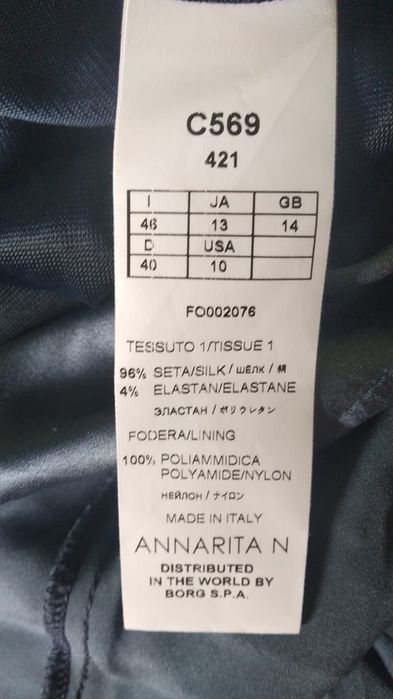 C569
421
I JA GB
46 13 14
D USA
40 10
FO002076
TESSUTO 1/TISSUE 1
96% SETA/SILK / ШЁЛК / 絹
4% ELASTAN/ELASTANE
ЭЛАСТАН / ポリウレタン
FODERA/LINING
100% POLIAMMIDICA
POLYAMIDE/NYLON
НЕЙЛОН / ナイロン
MADE IN ITALY
ANNARITA N
DISTRIBUTED
IN THE WORLD BY
BORG S.P.A.